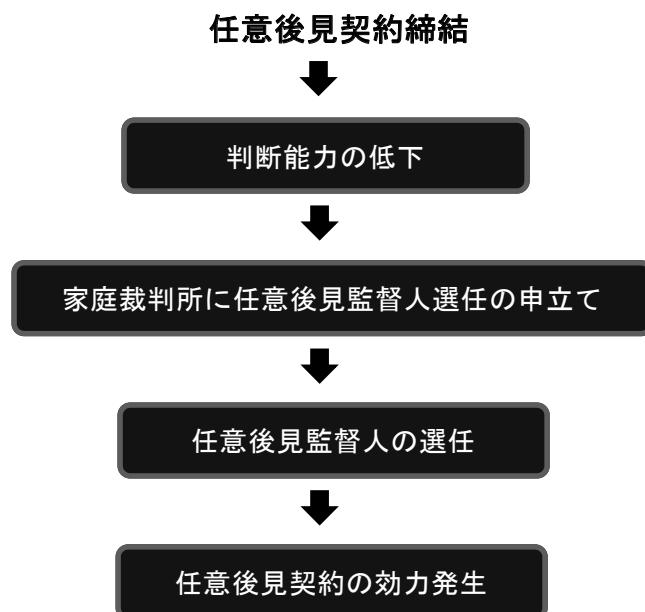 任意後見契約締結
判断能力の低下
家庭裁判所に任意後見監督人選任の申立て
任意後見監督人の選任
任意後見契約の効力発生